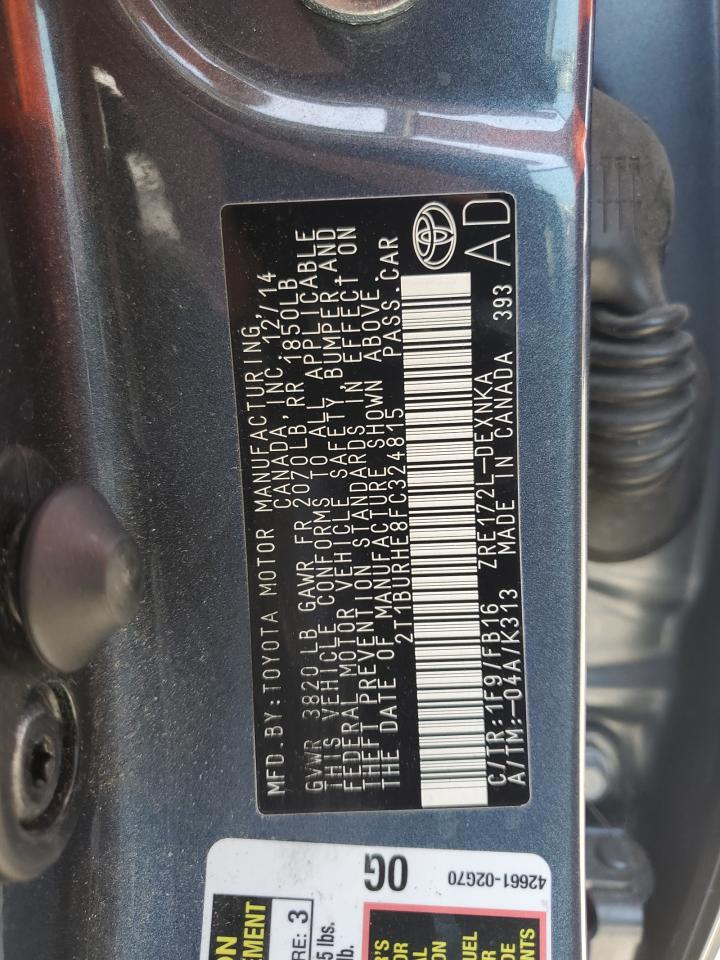 MFD.BY:TOYOTA MOTOR MANUFACTURING,
CANADA, INC. 12/14
GVWR 3820LB GAWR FR 2070LB RR 1850LB
THIS VEHICLE CONFORMS TO ALL APPLICABLE
FEDERAL MOTOR VEHICLE SAFETY, BUMPER, AND
THEFT PREVENTION STANDARDS IN EFFECT ON
THE DATE OF MANUFACTURE SHOWN ABOVE.
2T1BURHE8FC324815 PASS.CAR
C/TR:1F9/FB16 ZRE172L-DEXNKA AD
A/TM:-04A/K313 MADE IN CANADA 393
42661-02G70
0G